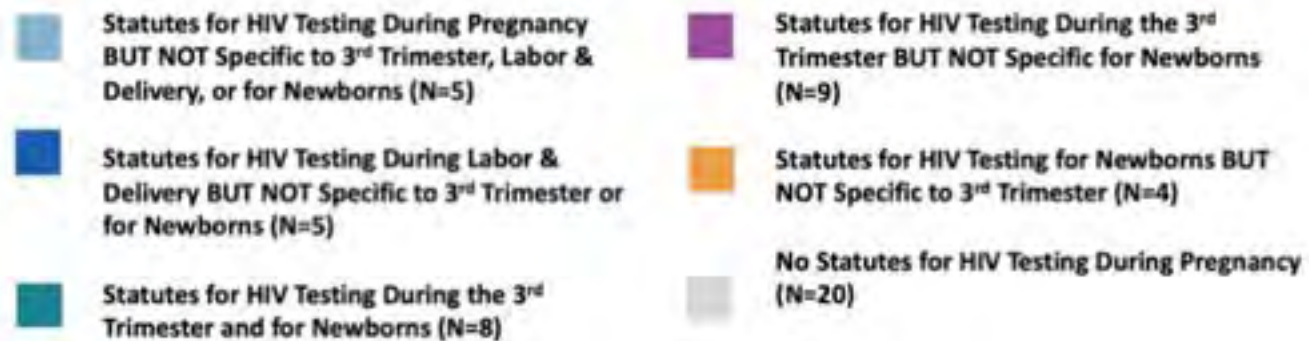 Statutes for HIV Testing During Pregnancy
BUT NOT Specific to 3rd Trimester, Labor &
Delivery, or for Newborns (N=5)
Statutes for HIV Testing During Labor &
Delivery BUT NOT Specific to 3rd Trimester or
for Newborns (N=5)
Statutes for HIV Testing During the 3rd
Trimester and for Newborns (N=8)
Statutes for HIV Testing During the 3rd
Trimester BUT NOT Specific for Newborns
(N=9)
Statutes for HIV Testing for Newborns BUT
NOT Specific to 3rd Trimester (N=4)
No Statutes for HIV Testing During Pregnancy
(N=20)